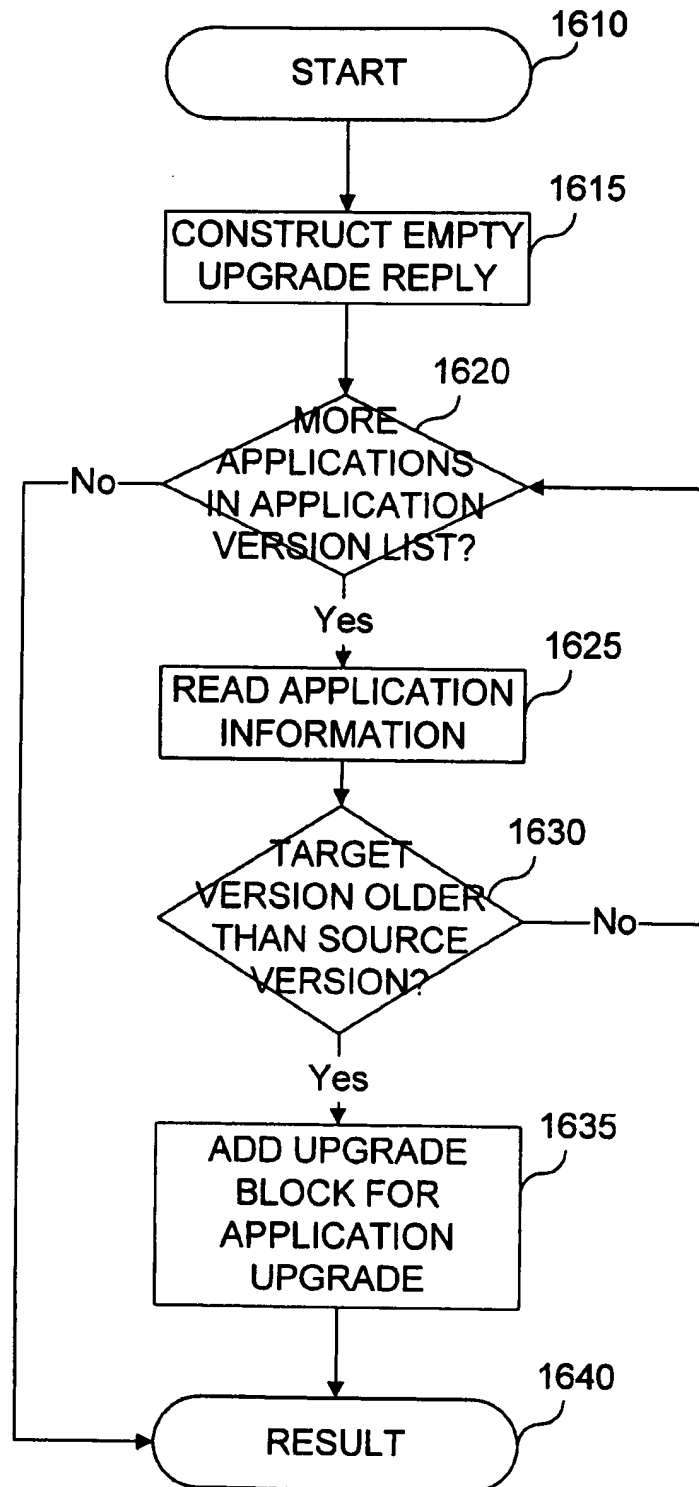 1610
START
1615
CONSTRUCT EMPTY
UPGRADE REPLY
1620
MORE
APPLICATIONS
IN APPLICATION
VERSION LIST?
No
Yes
1625
READ APPLICATION
INFORMATION
1630
TARGET
VERSION OLDER
THAN SOURCE
VERSION?
No
Yes
1635
ADD UPGRADE
BLOCK FOR
APPLICATION
UPGRADE
1640
RESULT